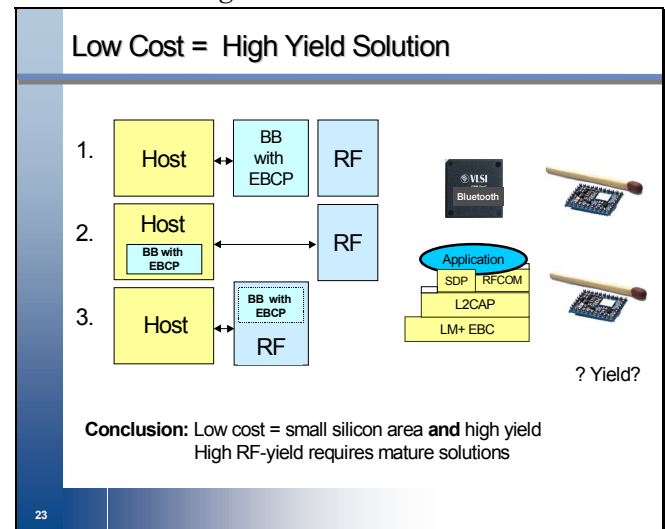 Low Cost = High Yield Solution
1.
Host
BB
with
EBCP
RF
VLSI
Bluetooth
2.
Host
BB with
EBCP
RF
Application
SDP
RFCOM
L2CAP
LM+ EBC
3.
Host
BB with
EBCP
RF
? Yield?
Conclusion: Low cost = small silicon area and high yield
High RF-yield requires mature solutions
23